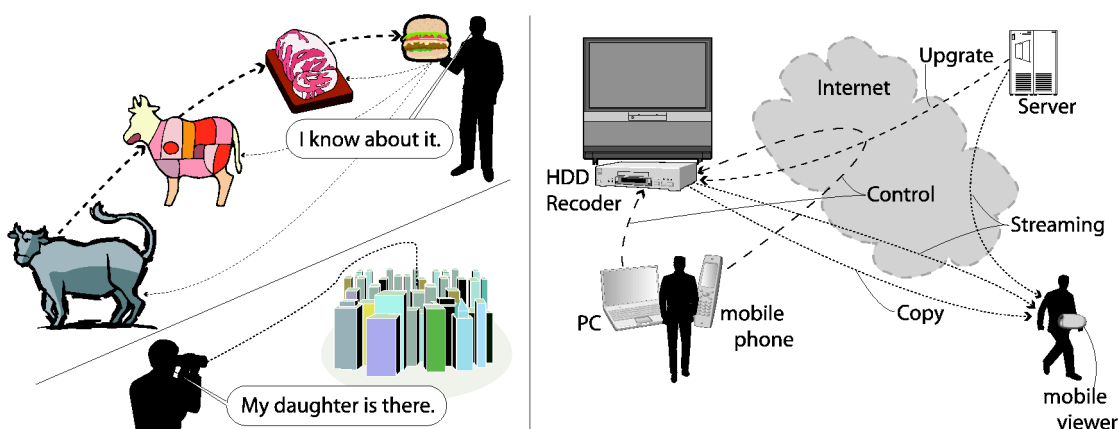 I know about it.
My daughter is there.
Upgrate
Internet
Server
HDD
Recoder
Control
Streaming
PC
mobile
phone
Copy
mobile
viewer